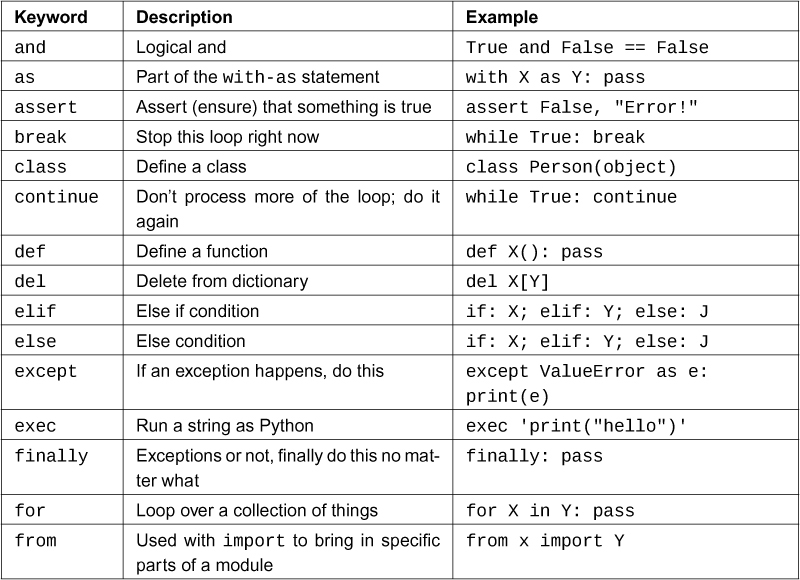 Keyword Description Example
and Logical and True and False == False
as Part of the with-as statement with X as Y: pass
assert Assert (ensure) that something is true assert False, "Error!"
break Stop this loop right now while True: break
class Define a class class Person(object)
continue Don't process more of the loop; do it while True: continue
again
def Define a function def X(): pass
del Delete from dictionary del X[Y]
elif Else if condition if: X; elif: Y; else: J
else Else condition if: X; elif: Y; else: J
except If an exception happens, do this except ValueError as e:
print(e)
exec Run a string as Python exec 'print("hello")'
finally Exceptions or not, finally do this no mat- finally: pass
ter what
for Loop over a collection of things for X in Y: pass
from Used with import to bring in specific from x import Y
parts of a module